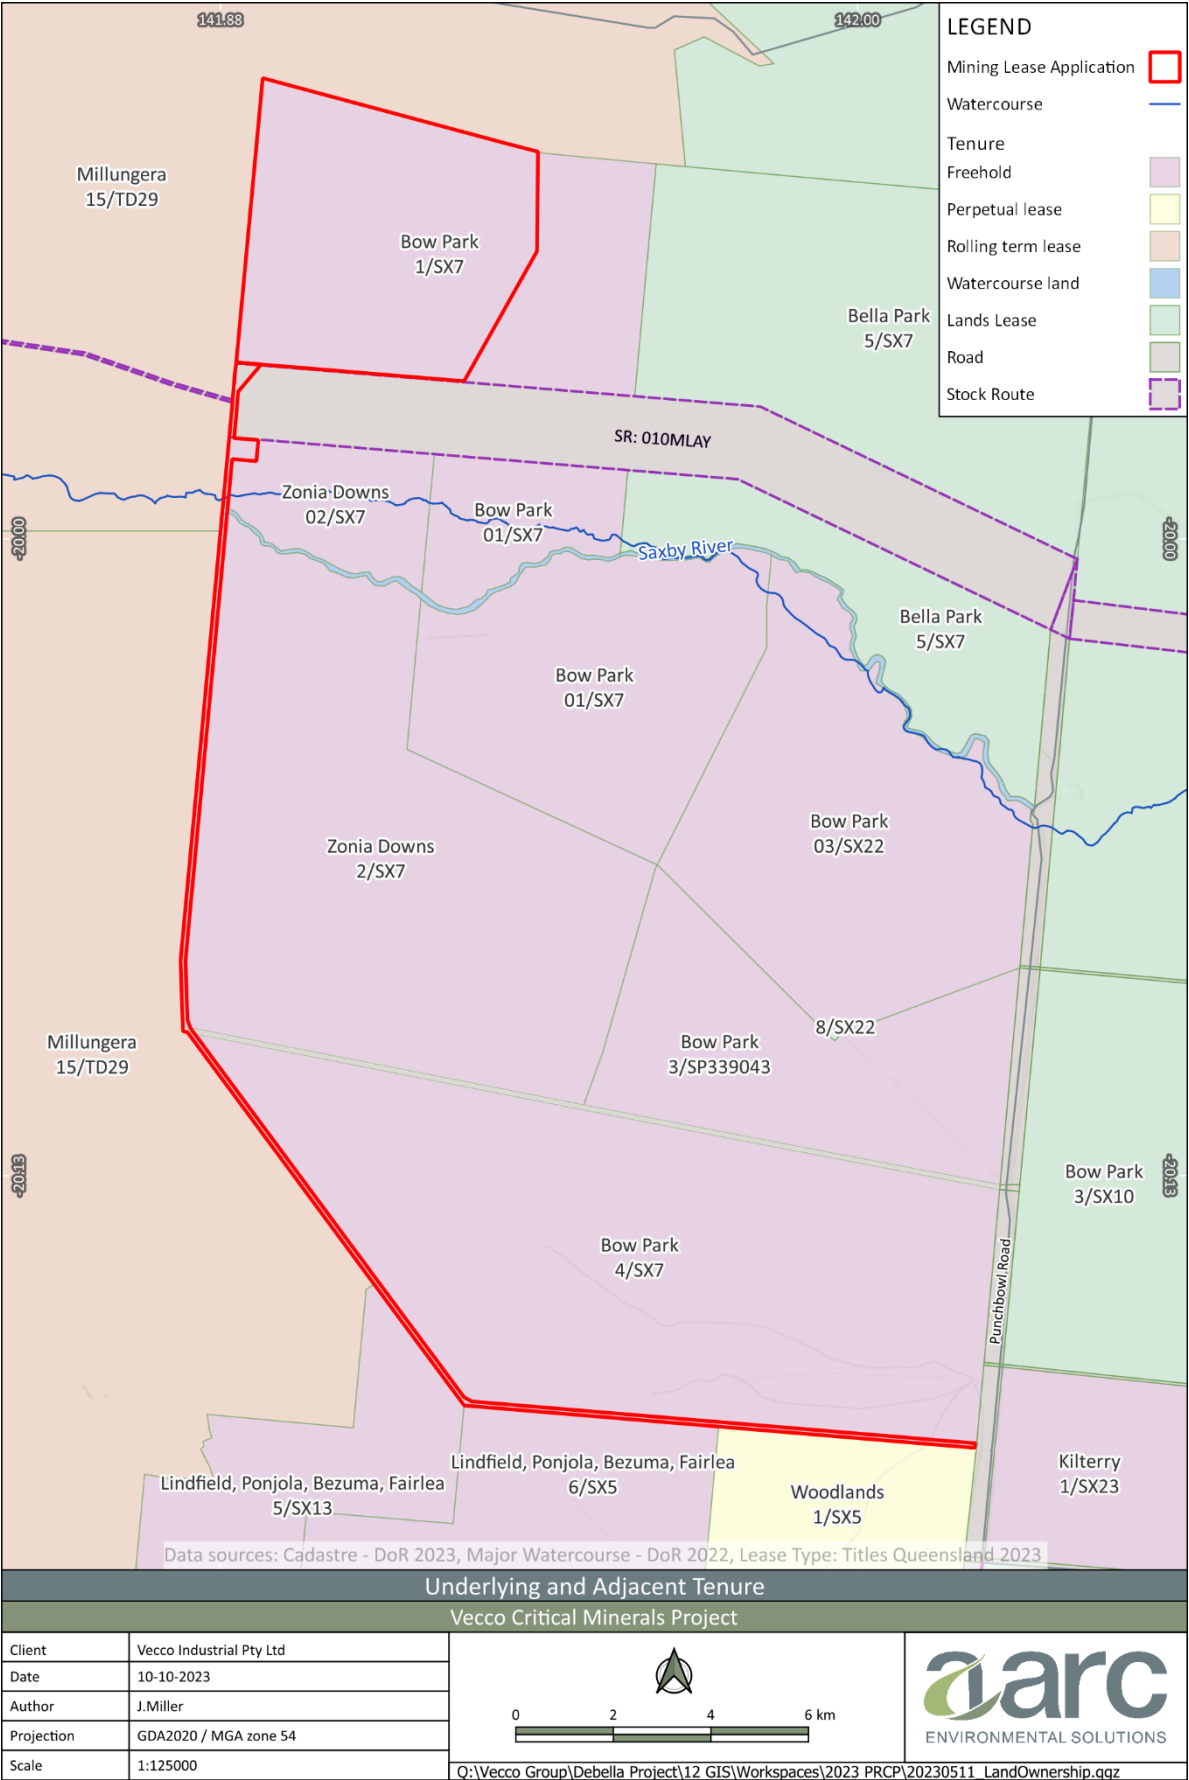 141.88
142.00
LEGEND
Mining Lease Application
Watercourse
Tenure
Freehold
Perpetual lease
Rolling term lease
Watercourse land
Lands Lease
Road
Stock Route
Millungera
15/TD29
Bow Park
1/SX7
Bella Park
5/SX7
SR: 010MLAY
Zonia Downs
02/SX7
Bow Park
01/SX7
-20.00
-20.00
Saxby River
Bella Park
5/SX7
Bow Park
01/SX7
Bow Park
03/SX22
Zonia Downs
2/SX7
8/SX22
Millungera
15/TD29
Bow Park
3/SP339043
-20.13
-20.13
Bow Park
3/SX10
Bow Park
4/SX7
Punchbowl Road
Lindfield, Ponjola, Bezuma, Fairlea
5/SX13
Lindfield, Ponjola, Bezuma, Fairlea
6/SX5
Woodlands
1/SX5
Kilterry
1/SX23
Data sources: Cadastre - DoR 2023, Major Watercourse - DoR 2022, Lease Type: Titles Queensland 2023
Underlying and Adjacent Tenure
Vecco Critical Minerals Project
Client Vecco Industrial Pty Ltd
Date 10-10-2023
Author J.Miller
Projection GDA2020 / MGA zone 54
Scale 1:125000
0 2 4 6 km
Q:\Vecco Group\Debella Project\12 GIS\Workspaces\2023 PRCP\20230511_LandOwnership.qgz
aarc
ENVIRONMENTAL SOLUTIONS